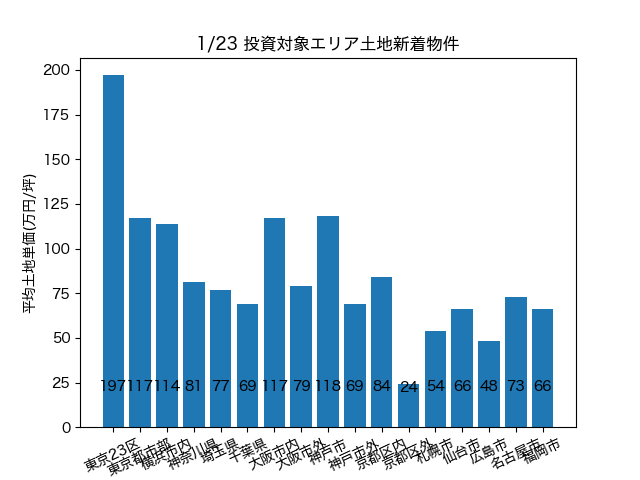 1/23 投資対象エリア土地新着物件
平均土地単価(万円/坪)
200
175
150
125
100
75
50
25
0
197 117 114 81 77 69 117 79 118 69 84 24 54 66 48 73 66
東京23区
東京都市部
横浜市内
神奈川県
埼玉県
千葉県
大阪市内
大阪市外
神戸市
神戸市外
京都区内
京都区外
札幌市
仙台市
広島市
名古屋市
福岡市